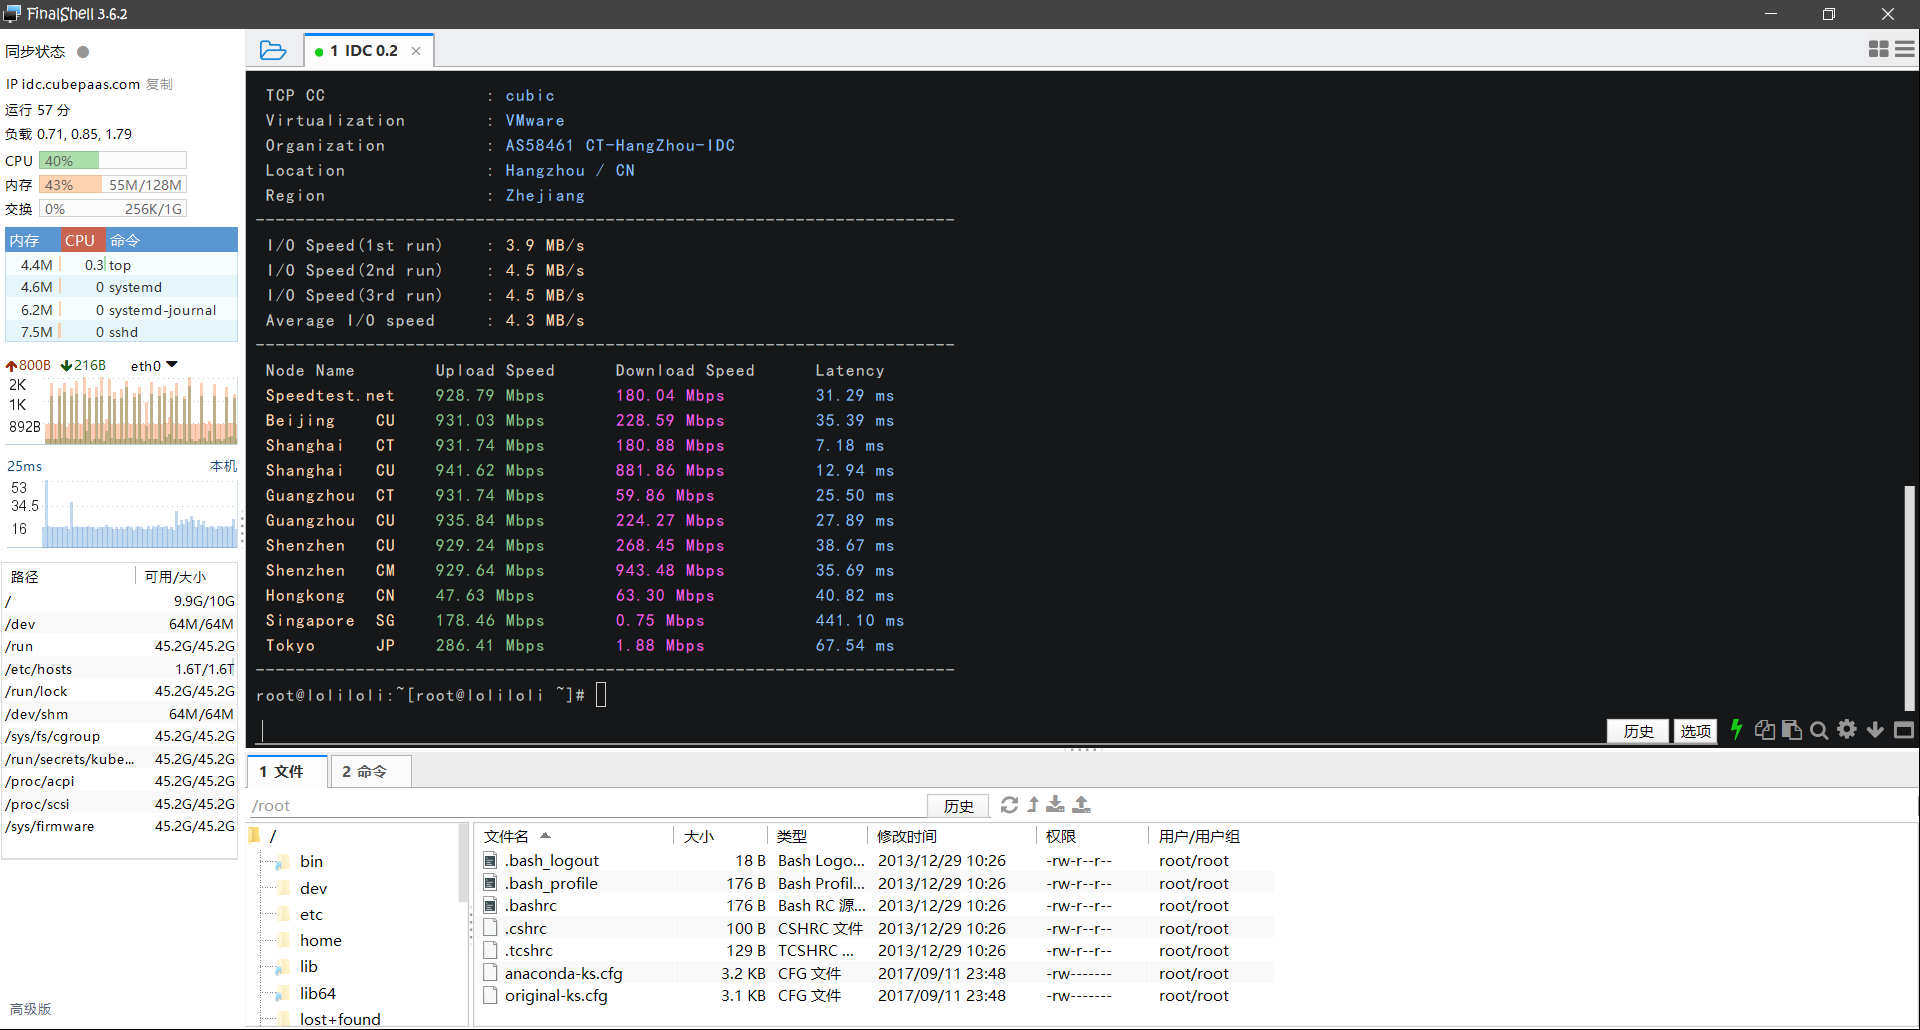 FinalShell 3.6.2
同步状态
IP idc.cubepaas.com 复制
运行 57 分
负载 0.71, 0.85, 1.79
CPU 40%
内存 43% 55M/128M
交换 0% 256K/1G
内存 CPU 命令
4.4M 0.3 top
4.6M 0 systemd
6.2M 0 systemd-journal
7.5M 0 sshd
800B 216B eth0
2K
1K
892B
25ms 本机
53
34.5
16
路径 可用/大小
/ 9.9G/10G
/dev 64M/64M
/run 45.2G/45.2G
/etc/hosts 1.6T/1.6T
/run/lock 45.2G/45.2G
/dev/shm 64M/64M
/sys/fs/cgroup 45.2G/45.2G
/run/secrets/kube... 45.2G/45.2G
/proc/acpi 45.2G/45.2G
/proc/scsi 45.2G/45.2G
/sys/firmware 45.2G/45.2G
高级版
1 IDC 0.2
TCP CC : cubic
Virtualization : VMware
Organization : AS58461 CT-HangZhou-IDC
Location : Hangzhou / CN
Region : Zhejiang
----------------------------------------------------------------------
I/O Speed(1st run) : 3.9 MB/s
I/O Speed(2nd run) : 4.5 MB/s
I/O Speed(3rd run) : 4.5 MB/s
Average I/O speed : 4.3 MB/s
----------------------------------------------------------------------
Node Name Upload Speed Download Speed Latency
Speedtest.net 928.79 Mbps 180.04 Mbps 31.29 ms
Beijing CU 931.03 Mbps 228.59 Mbps 35.39 ms
Shanghai CT 931.74 Mbps 180.88 Mbps 7.18 ms
Shanghai CU 941.62 Mbps 881.86 Mbps 12.94 ms
Guangzhou CT 931.74 Mbps 59.86 Mbps 25.50 ms
Guangzhou CU 935.84 Mbps 224.27 Mbps 27.89 ms
Shenzhen CU 929.24 Mbps 268.45 Mbps 38.67 ms
Shenzhen CM 929.64 Mbps 943.48 Mbps 35.69 ms
Hongkong CN 47.63 Mbps 63.30 Mbps 40.82 ms
Singapore SG 178.46 Mbps 0.75 Mbps 441.10 ms
Tokyo JP 286.41 Mbps 1.88 Mbps 67.54 ms
----------------------------------------------------------------------
root@loliloli:~[root@loliloli ~]#
历史 选项
1 文件 2 命令
/root 历史
/
bin
dev
etc
home
lib
lib64
lost+found
文件名 大小 类型 修改时间 权限 用户/用户组
.bash_logout 18 B Bash Logo... 2013/12/29 10:26 -rw-r--r-- root/root
.bash_profile 176 B Bash Profil... 2013/12/29 10:26 -rw-r--r-- root/root
.bashrc 176 B Bash RC 源... 2013/12/29 10:26 -rw-r--r-- root/root
.cshrc 100 B CSHRC 文件 2013/12/29 10:26 -rw-r--r-- root/root
.tcshrc 129 B TCSHRC ... 2013/12/29 10:26 -rw-r--r-- root/root
anaconda-ks.cfg 3.2 KB CFG 文件 2017/09/11 23:48 -rw------- root/root
original-ks.cfg 3.1 KB CFG 文件 2017/09/11 23:48 -rw------- root/root